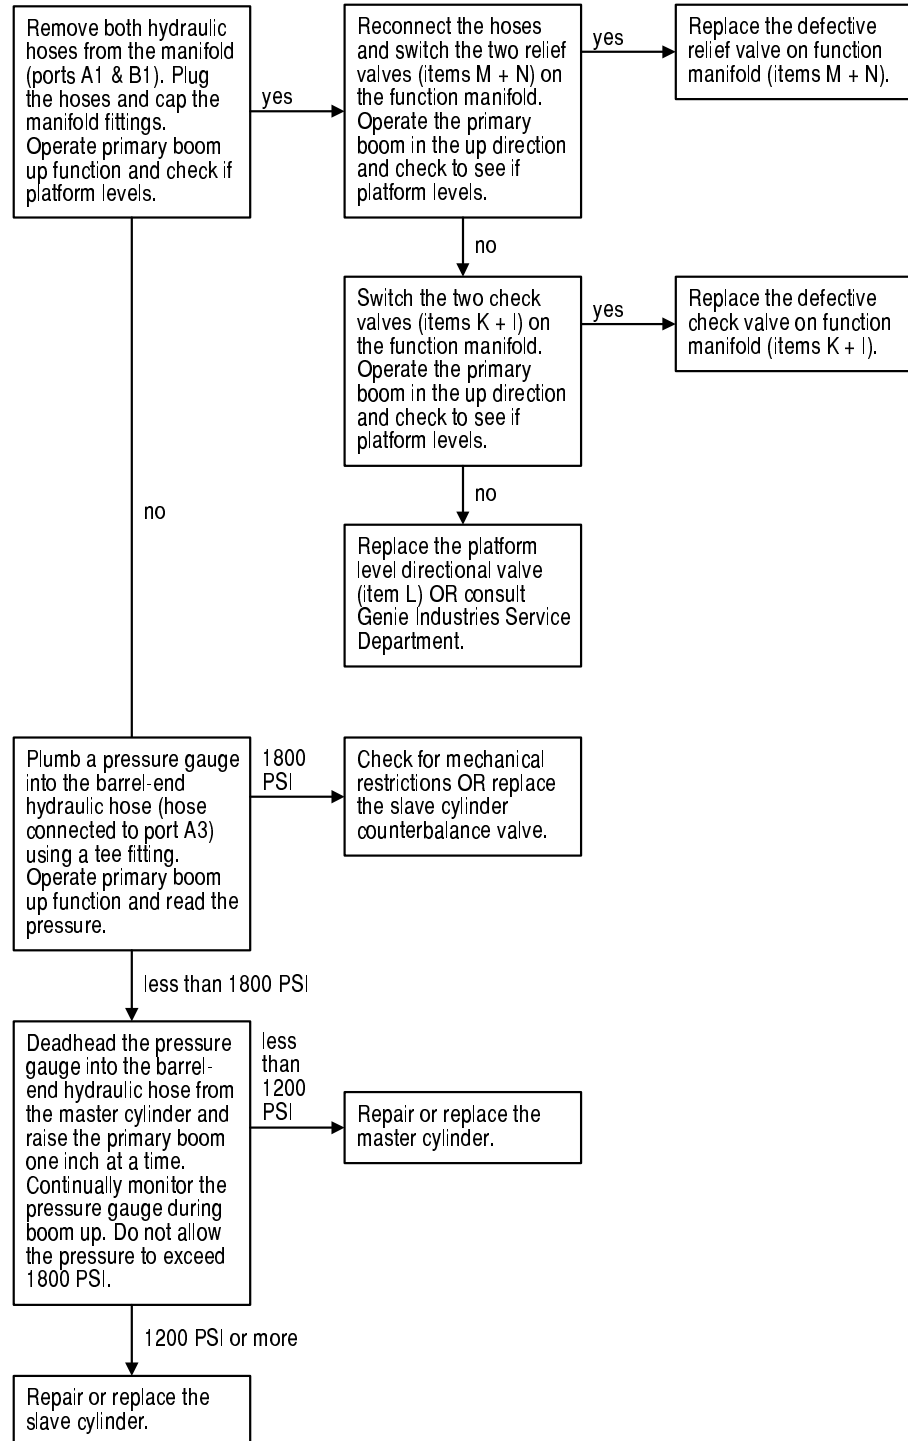 Remove both hydraulic
hoses from the manifold
(ports A1 & B1). Plug
the hoses and cap the
manifold fittings.
Operate primary boom
up function and check if
platform levels.
yes
Reconnect the hoses
and switch the two relief
valves (items M + N) on
the function manifold.
Operate the primary
boom in the up direction
and check to see if
platform levels.
yes
Replace the defective
relief valve on function
manifold (items M + N).
no
Switch the two check
valves (items K + I) on
the function manifold.
Operate the primary
boom in the up direction
and check to see if
platform levels.
yes
Replace the defective
check valve on function
manifold (items K + I).
no
Replace the platform
level directional valve
(item L) OR consult
Genie Industries Service
Department.
no
Plumb a pressure gauge
into the barrel-end
hydraulic hose (hose
connected to port A3)
using a tee fitting.
Operate primary boom
up function and read the
pressure.
1800
PSI
Check for mechanical
restrictions OR replace
the slave cylinder
counterbalance valve.
less than 1800 PSI
Deadhead the pressure
gauge into the barrel-
end hydraulic hose from
the master cylinder and
raise the primary boom
one inch at a time.
Continually monitor the
pressure gauge during
boom up. Do not allow
the pressure to exceed
1800 PSI.
less
than
1200
PSI
Repair or replace the
master cylinder.
1200 PSI or more
Repair or replace the
slave cylinder.